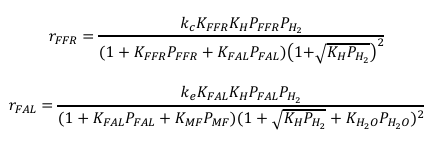 r_{FFR} = \frac{k_c K_{FFR} K_H P_{FFR} P_{H_2}}{(1 + K_{FFR} P_{FFR} + K_{FAL} P_{FAL})(1 + \sqrt{K_H P_{H_2}})^2}
r_{FAL} = \frac{k_e K_{FAL} K_H P_{FAL} P_{H_2}}{(1 + K_{FAL} P_{FAL} + K_{MF} P_{MF})(1 + \sqrt{K_H P_{H_2}} + K_{H_2O} P_{H_2O})^2}